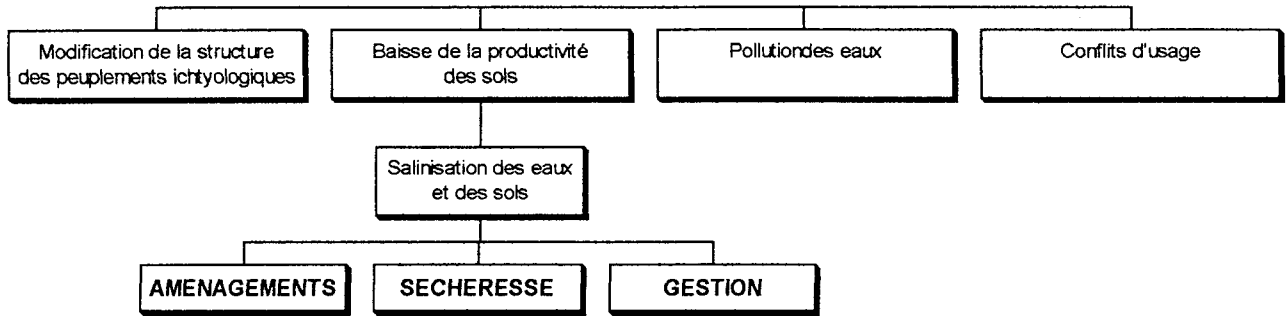 Modification de la structure
des peuplements ichtyologiques
Baisse de la productivité
des sols
Pollutiondes eaux
Conflits d'usage
Salinisation des eaux
et des sols
AMENAGEMENTS
SECHERESSE
GESTION